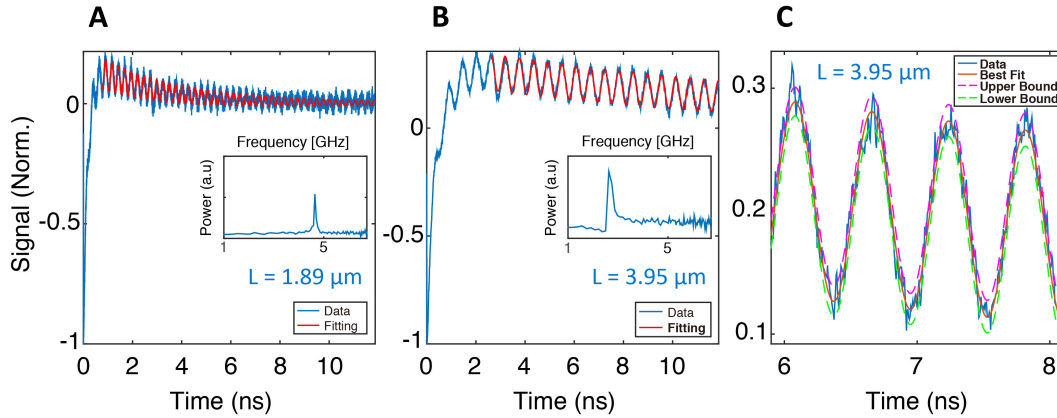 A
B
C
Signal (Norm.)
0
-0.5
-1
0
2
4
6
8
10
Time (ns)
Frequency [GHz]
Power (a.u)
1
5
L = 1.89 µm
Data
Fitting
0
-0.5
-1
0
2
4
6
8
10
Time (ns)
Frequency [GHz]
Power (a.u)
1
5
L = 3.95 µm
Data
Fitting
0.3
0.2
0.1
6
7
8
Time (ns)
L = 3.95 µm
Data
Best Fit
Upper Bound
Lower Bound